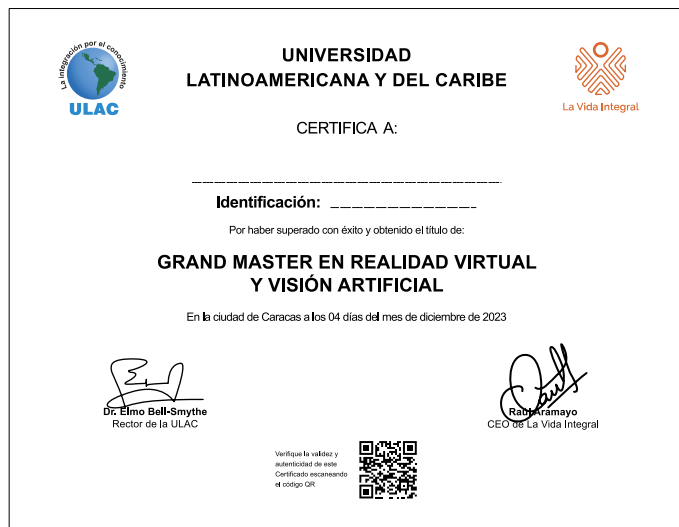 La integración por el conocimiento
ULAC
UNIVERSIDAD
LATINOAMERICANA Y DEL CARIBE
La Vida Integral
CERTIFICA A:
Identificación:
Por haber superado con éxito y obtenido el título de:
GRAND MASTER EN REALIDAD VIRTUAL
Y VISIÓN ARTIFICIAL
En la ciudad de Caracas a los 04 días del mes de diciembre de 2023
Dr. Elmo Bell-Smythe
Rector de la ULAC
Raúl Aramayo
CEO de La Vida Integral
Verifique la validez y
autenticidad de este
Certificado escaneando
el código QR